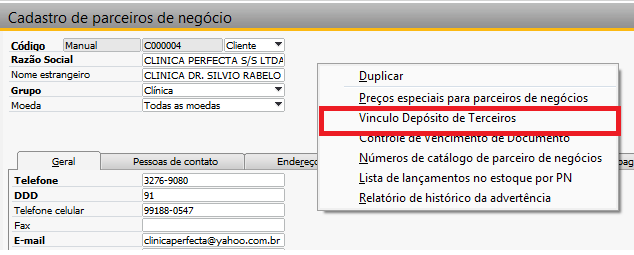 Cadastro de parceiros de negócio
Código Manual C000004 Cliente
Razão Social CLINICA PERFECTA S/S LTDA
Nome estrangeiro CLINICA DR. SILVIO RABELO
Grupo Clínica
Moeda Todas as moedas
Duplicar
Preços especiais para parceiros de negócios
Vinculo Depósito de Terceiros
Controle de Vencimento de Documento
Números de catálogo de parceiro de negócios
Lista de lançamentos no estoque por PN
Relatório de histórico da advertência
Geral Pessoas de contato Endereço pag
Telefone 3276-9080
DDD 91
Telefone celular 99188-0547
Fax
E-mail clinicaperfecta@yahoo.com.br